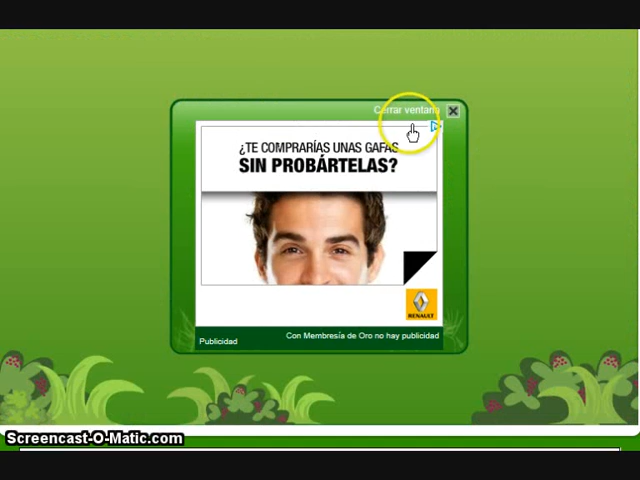 Cerrar ventana
¿TE COMPRARÍAS UNAS GAFAS
SIN PROBÁRTELAS?
RENAULT
Con Membresía de Oro no hay publicidad
Publicidad
Screencast-O-Matic.com